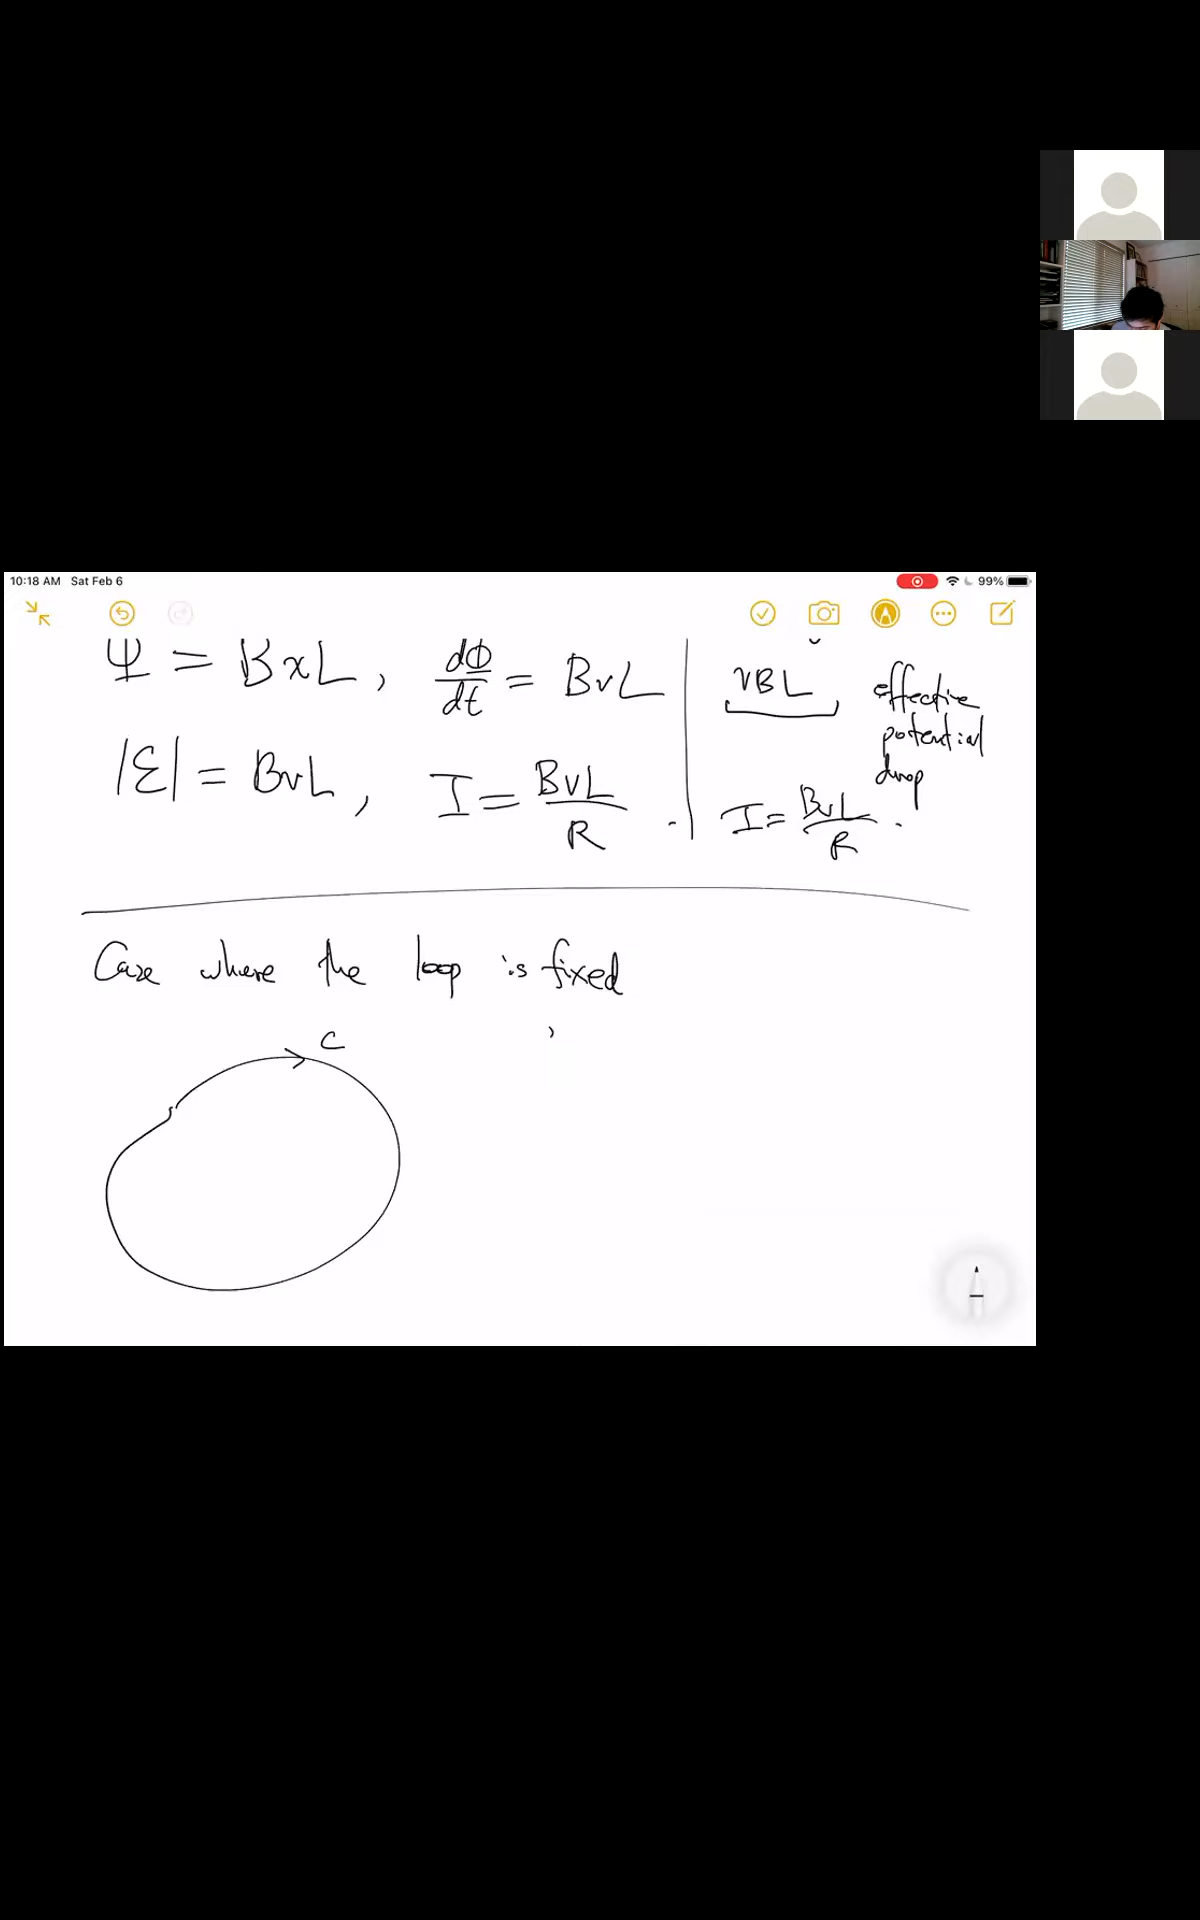 10:18 AM Sat Feb 6
99%
Φ = BxL, dΦ/dt = BvL
|ε| = BvL, I = BvL/R .
vBL
effective
potential
drop
I = BvL/R .
Case where the loop is fixed
,
C